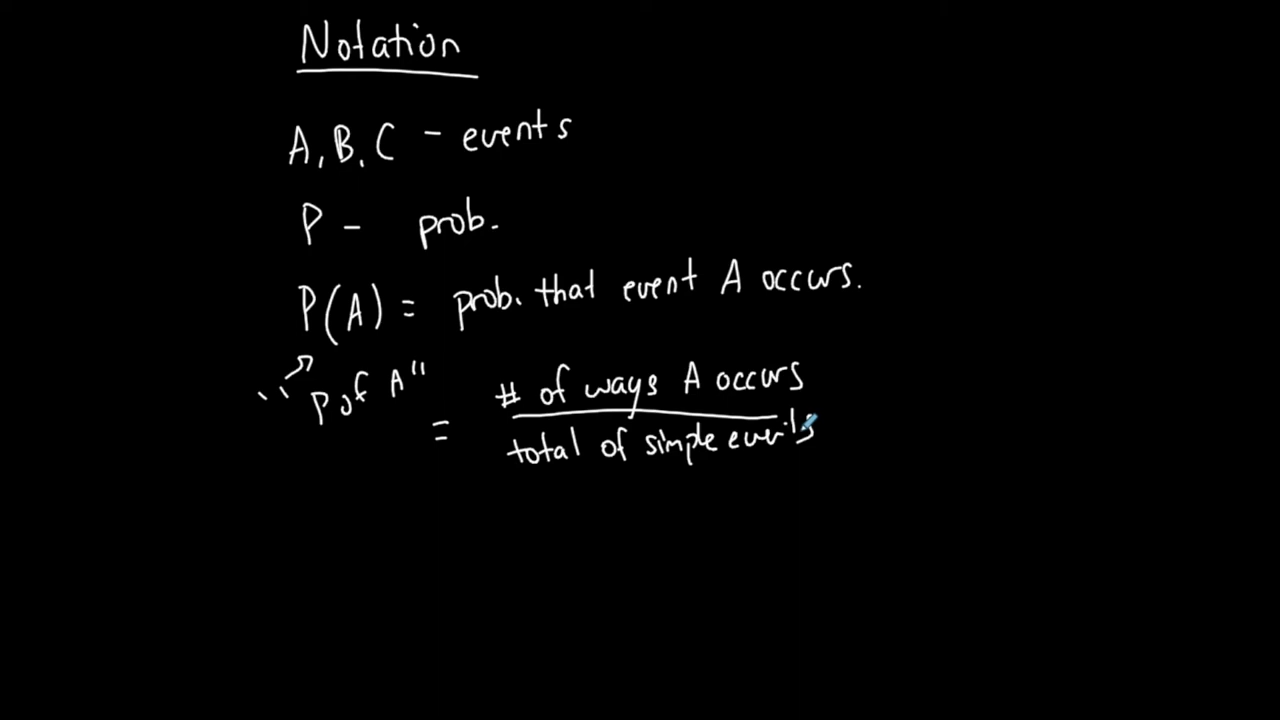 Notation
A, B, C - events
P - prob.
P(A) = prob. that event A occurs.
"P of A"
= # of ways A occurs
total of simple events